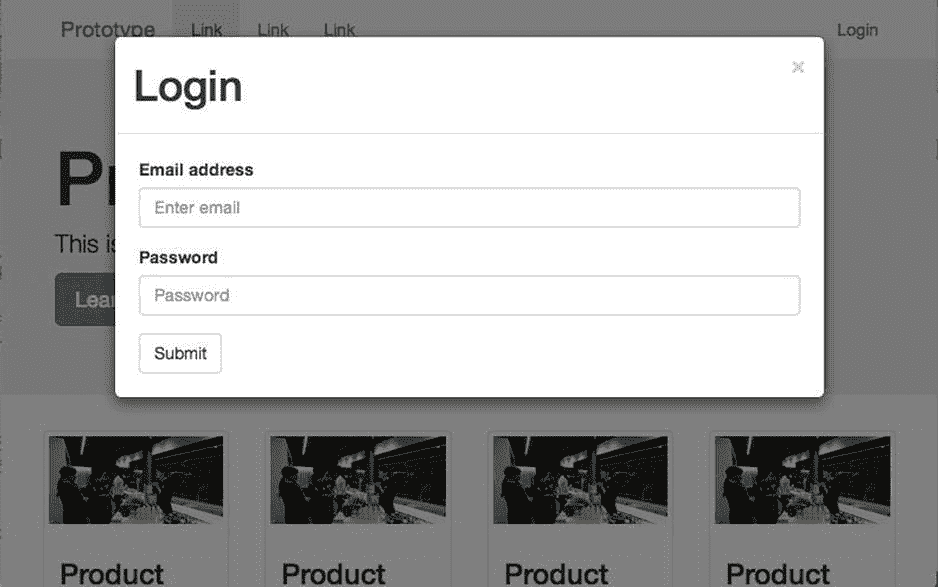 Prototype Link Link Link Login
Login ×
Email address
Enter email
Password
Password
Submit
Pr
This is
Lear
Product Product Product Product